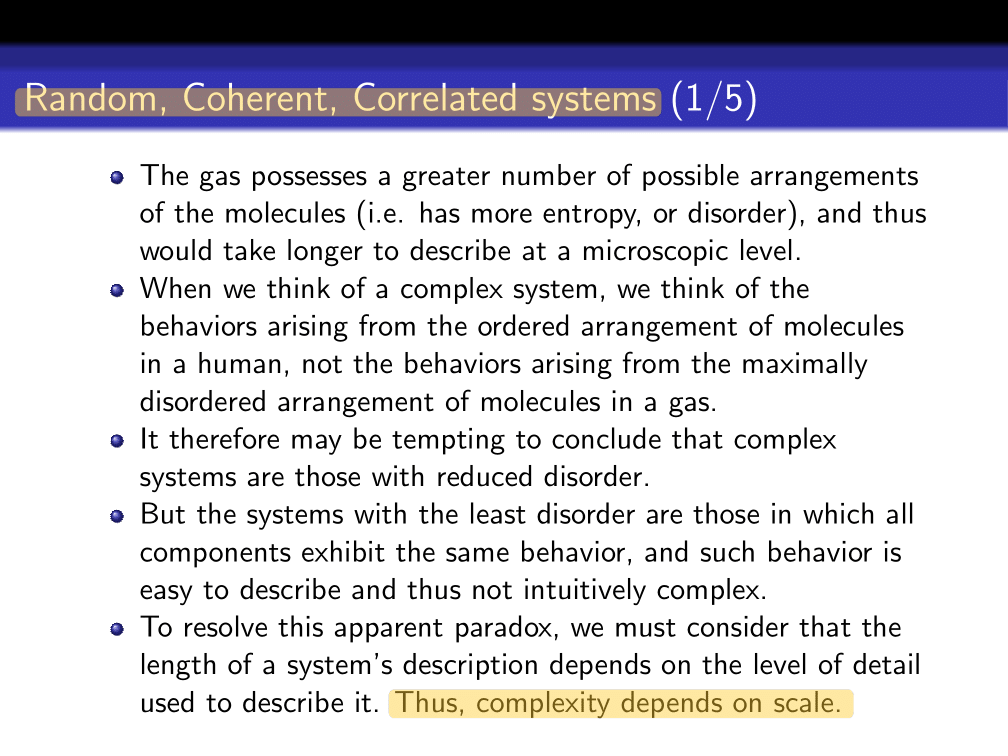 Random, Coherent, Correlated systems (1/5)
The gas possesses a greater number of possible arrangements
of the molecules (i.e. has more entropy, or disorder), and thus
would take longer to describe at a microscopic level.
When we think of a complex system, we think of the
behaviors arising from the ordered arrangement of molecules
in a human, not the behaviors arising from the maximally
disordered arrangement of molecules in a gas.
It therefore may be tempting to conclude that complex
systems are those with reduced disorder.
But the systems with the least disorder are those in which all
components exhibit the same behavior, and such behavior is
easy to describe and thus not intuitively complex.
To resolve this apparent paradox, we must consider that the
length of a system's description depends on the level of detail
used to describe it. Thus, complexity depends on scale.